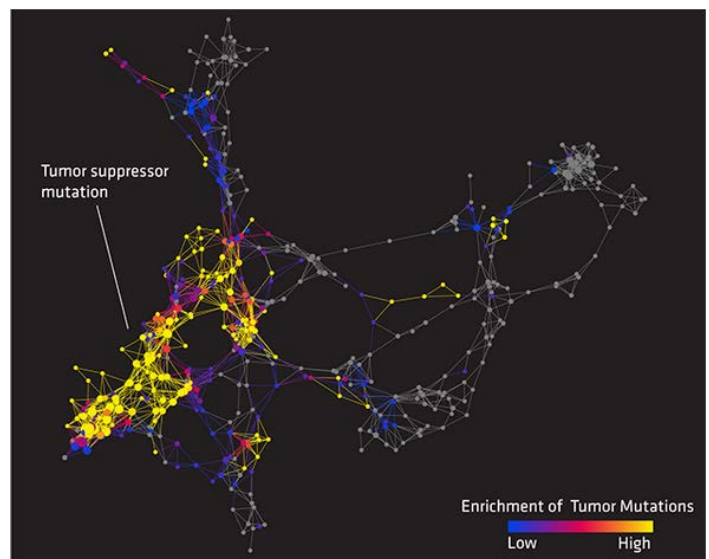 Tumor suppressor
mutation
Enrichment of Tumor Mutations
Low High